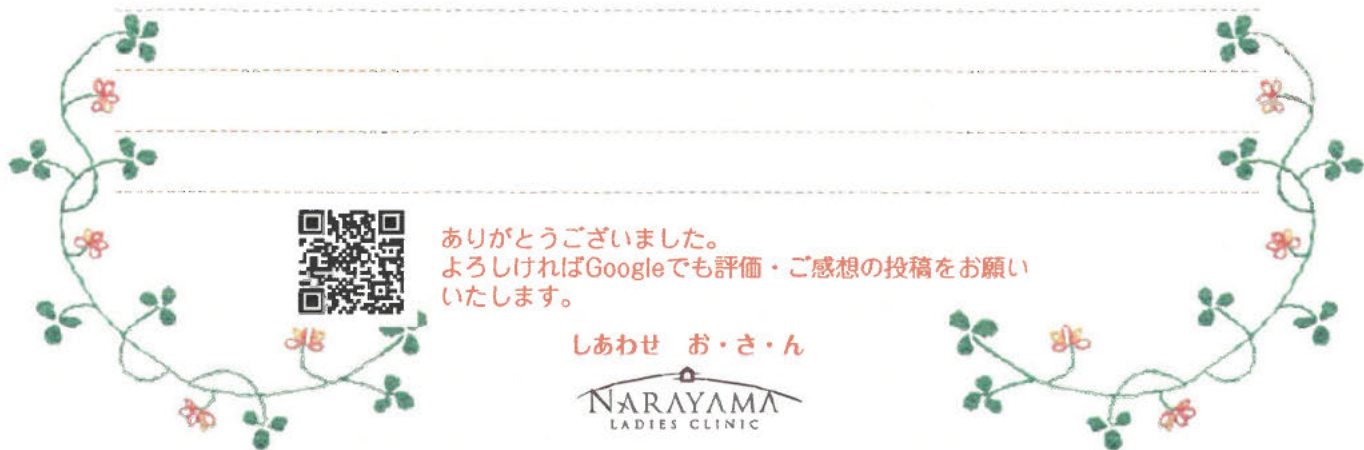 ありがとうございました。
よろしければGoogleでも評価・ご感想の投稿をお願い
いたします。
しあわせ お・さ・ん
NARAYAMA
LADIES CLINIC